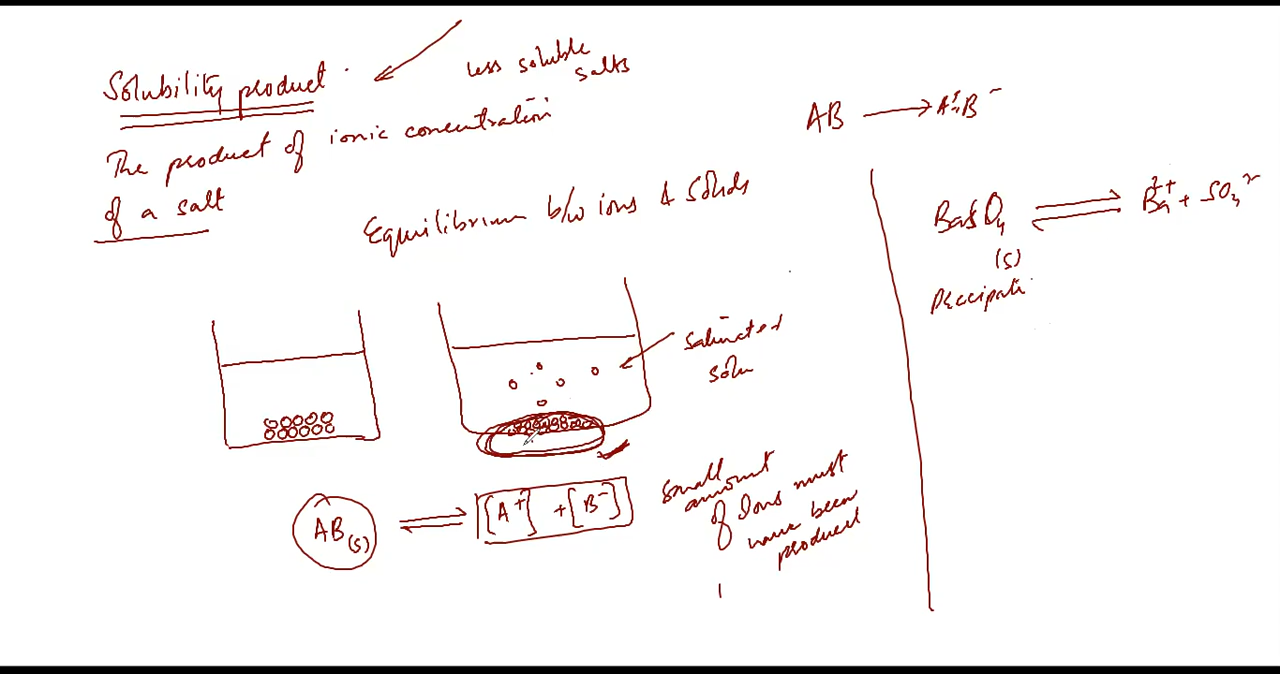 Solubility product
less soluble
salts
The product of ionic concentration
of a salt
Equilibrium b/w ions & solids
AB → A⁺ B⁻
BaSO₄ ⇌ Ba²⁺ + SO₄²⁻
(s)
saturated
soln
AB(s) ⇌ [A⁺] + [B⁻]
small
amount
of Ions must
have been
produced